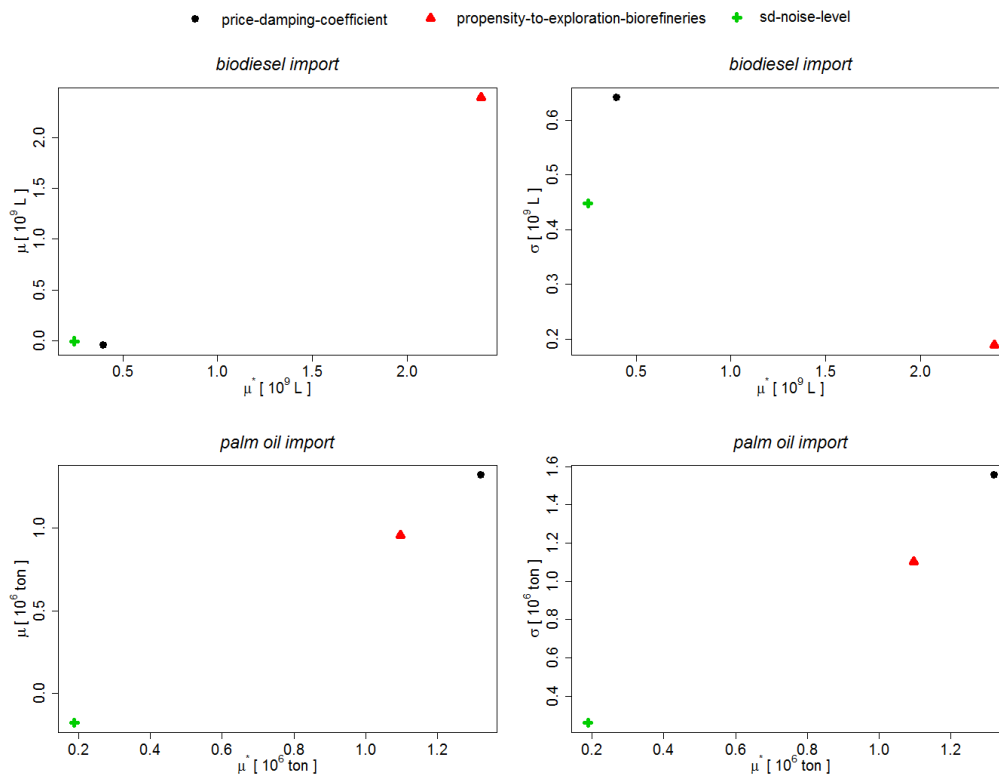 price-damping-coefficient propensity-to-exploration-biorefineries sd-noise-level
biodiesel import
μ [ 10⁹ L ]
0.0 0.5 1.0 1.5 2.0
0.5 1.0 1.5 2.0
μ* [ 10⁹ L ]
biodiesel import
σ [ 10⁹ L ]
0.2 0.3 0.4 0.5 0.6
0.5 1.0 1.5 2.0
μ* [ 10⁹ L ]
palm oil import
μ [ 10⁶ ton ]
0.0 0.5 1.0
0.2 0.4 0.6 0.8 1.0 1.2
μ* [ 10⁶ ton ]
palm oil import
σ [ 10⁶ ton ]
0.4 0.6 0.8 1.0 1.2 1.4 1.6
0.2 0.4 0.6 0.8 1.0 1.2
μ* [ 10⁶ ton ]